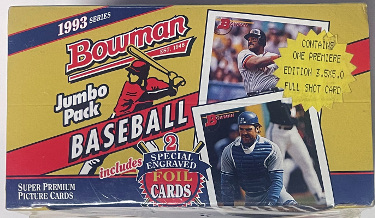 1993 SERIES
Bowman
EST. 1948
Jumbo
Pack
BASEBALL
includes
2
SPECIAL
ENGRAVED
FOIL
CARDS
SUPER PREMIUM
PICTURE CARDS
CONTAINS
ONE PREMIERE
EDITION 3.5X5.0
FULL SHOT CARD